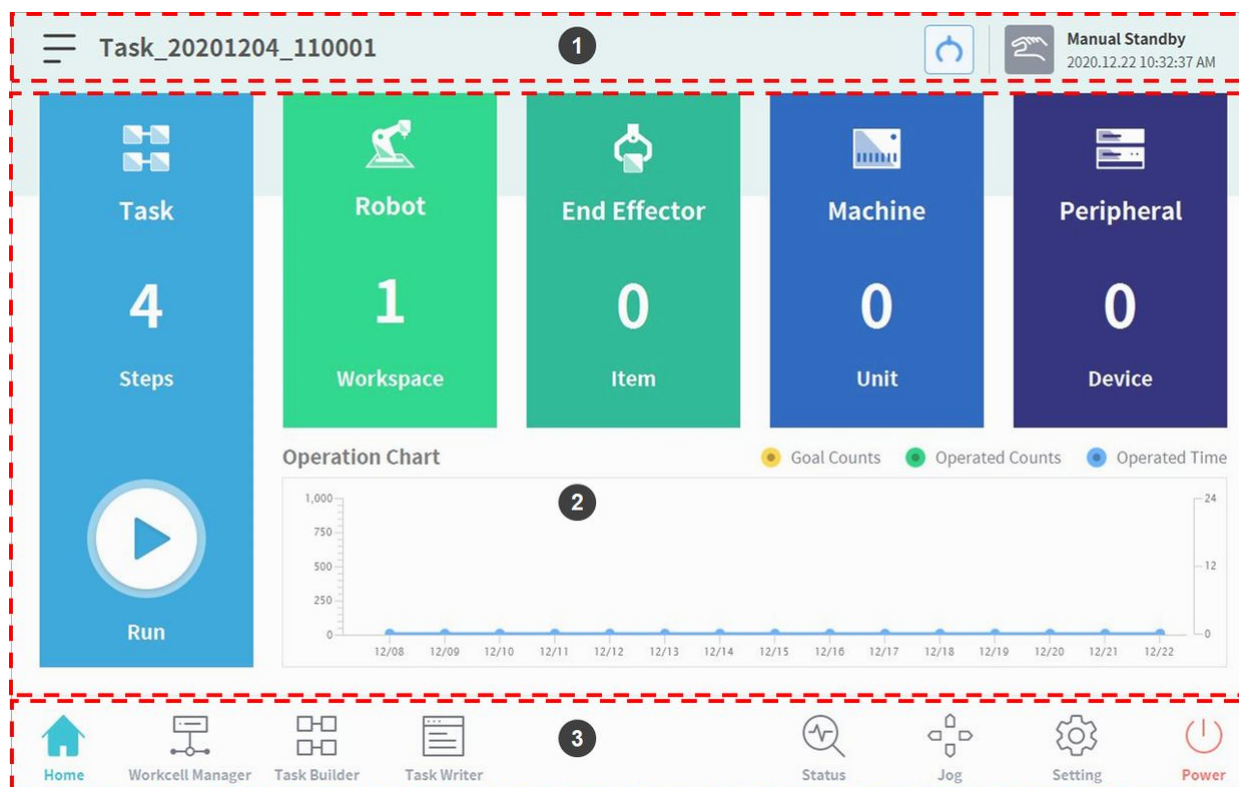 Task_20201204_110001
1
Manual Standby
2020.12.22 10:32:37 AM
Task
4
Steps
Run
Robot
1
Workspace
End Effector
0
Item
Machine
0
Unit
Peripheral
0
Device
Operation Chart
Goal Counts
Operated Counts
Operated Time
2
1,000
750
500
250
0
24
12
0
12/08 12/09 12/10 12/11 12/12 12/13 12/14 12/15 12/16 12/17 12/18 12/19 12/20 12/21 12/22
3
Home
Workcell Manager
Task Builder
Task Writer
Status
Jog
Setting
Power